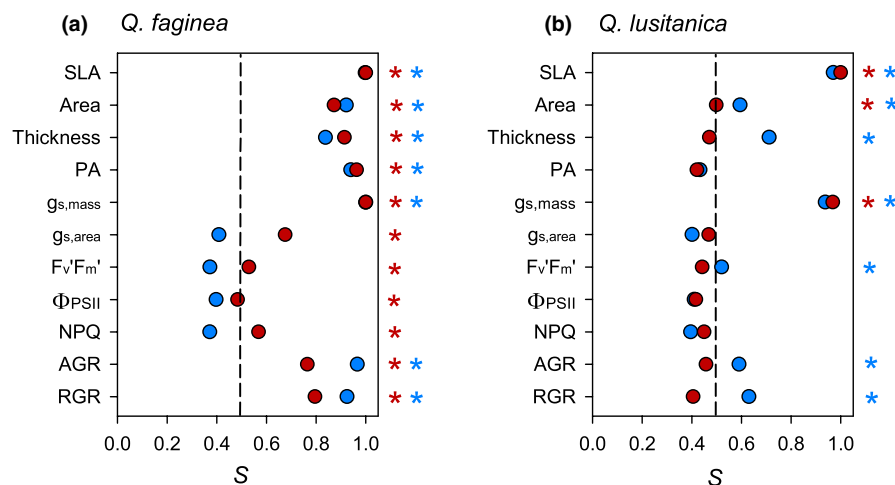 (a) Q. faginea
SLA * *
Area * *
Thickness * *
PA * *
gs,mass * *
gs,area *
Fv'Fm' *
ΦPSII *
NPQ *
AGR * *
RGR * *
0.0 0.2 0.4 0.6 0.8 1.0
S
(b) Q. lusitanica
SLA * *
Area * *
Thickness *
PA
gs,mass * *
gs,area
Fv'Fm' *
ΦPSII
NPQ
AGR *
RGR *
0.0 0.2 0.4 0.6 0.8 1.0
S